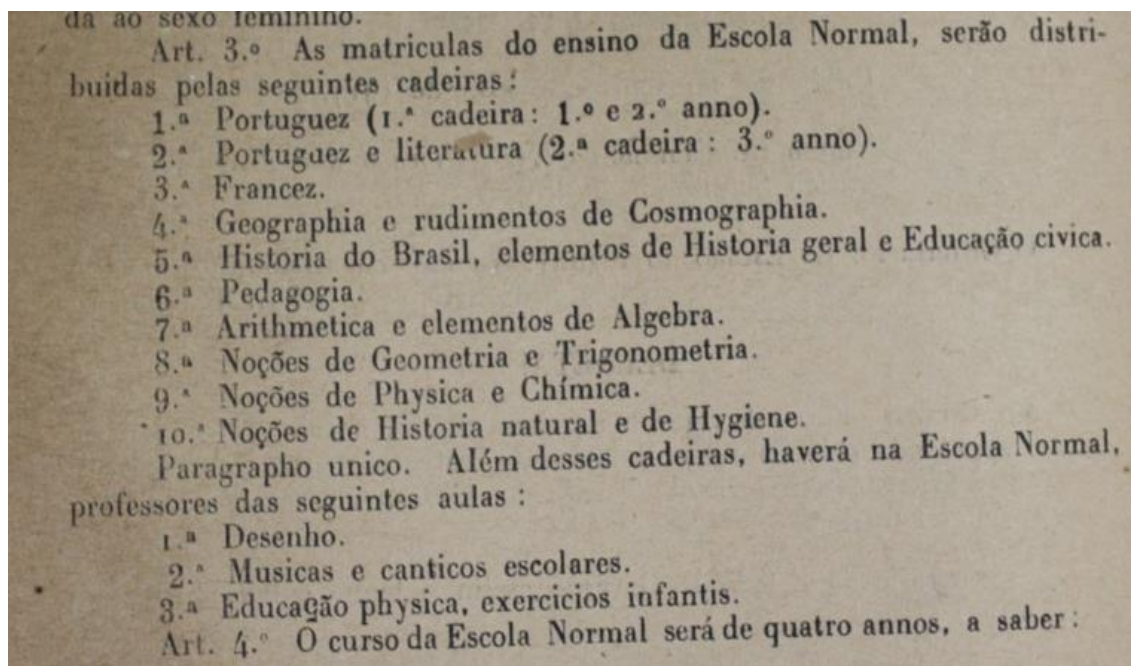 da ao sexo feminino.
Art. 3.º As matriculas do ensino da Escola Normal, serão distri-
buidas pelas seguintes cadeiras:
1.ª Portuguez (1.ª cadeira: 1.º e 2.º anno).
2.ª Portuguez e literatura (2.ª cadeira : 3.º anno).
3.ª Francez.
4.ª Geographia e rudimentos de Cosmographia.
5.ª Historia do Brasil, elementos de Historia geral e Educação civica.
6.ª Pedagogia.
7.ª Arithmetica e elementos de Algebra.
8.ª Noções de Geometria e Trigonometria.
9.ª Noções de Physica e Chímica.
10.ª Noções de Historia natural e de Hygiene.
Paragrapho unico. Além desses cadeiras, haverá na Escola Normal,
professores das seguintes aulas :
1.ª Desenho.
2.ª Musicas e canticos escolares.
3.ª Educação physica, exercicios infantis.
Art. 4.º O curso da Escola Normal será de quatro annos, a saber :